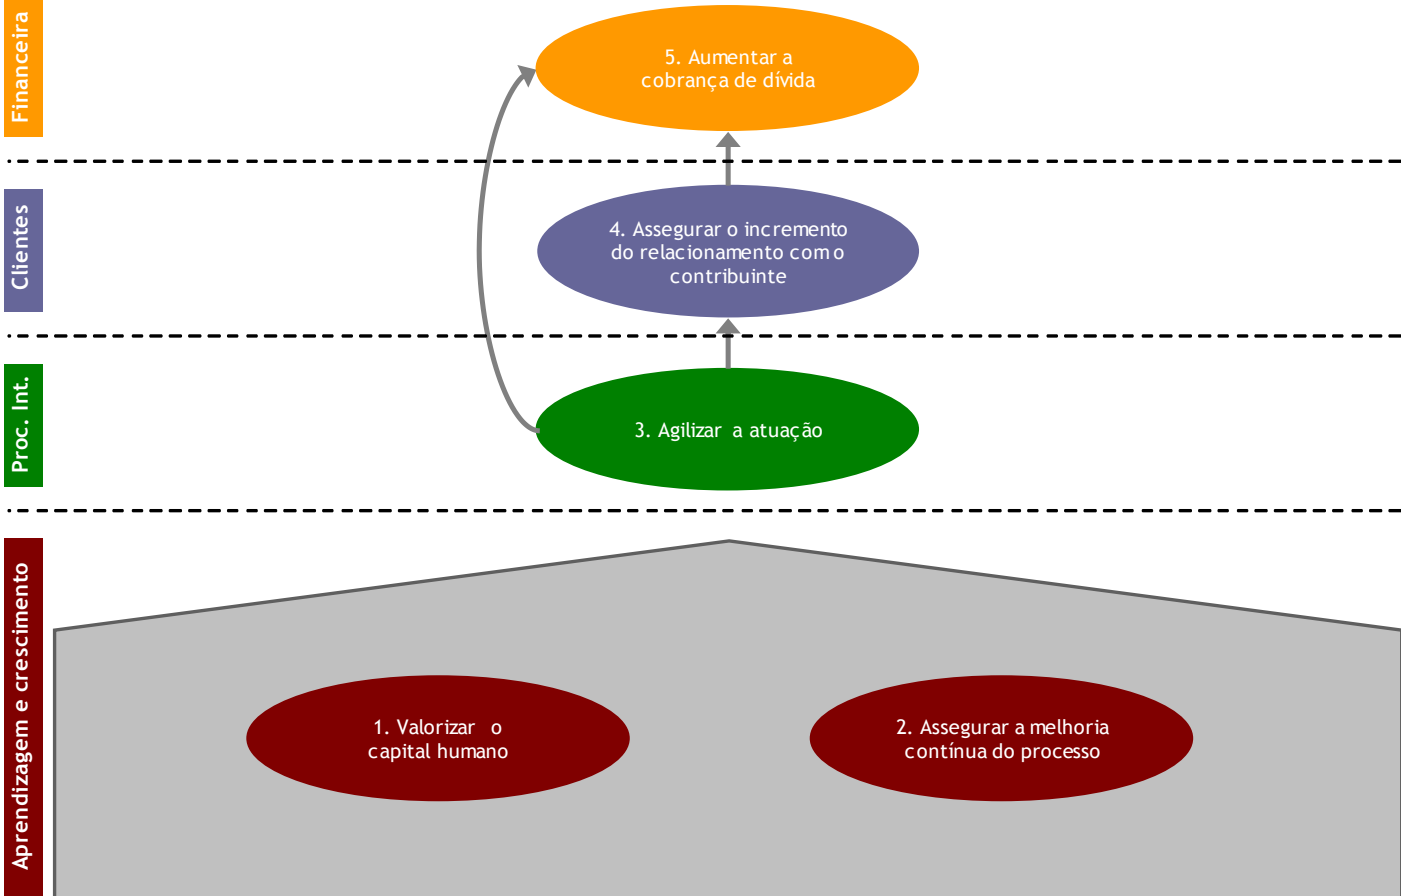 Financeira
5. Aumentar a
cobrança de dívida
Clientes
4. Assegurar o incremento
do relacionamento com o
contribuinte
Proc. Int.
3. Agilizar a atuação
Aprendizagem e crescimento
1. Valorizar o
capital humano
2. Assegurar a melhoria
contínua do processo